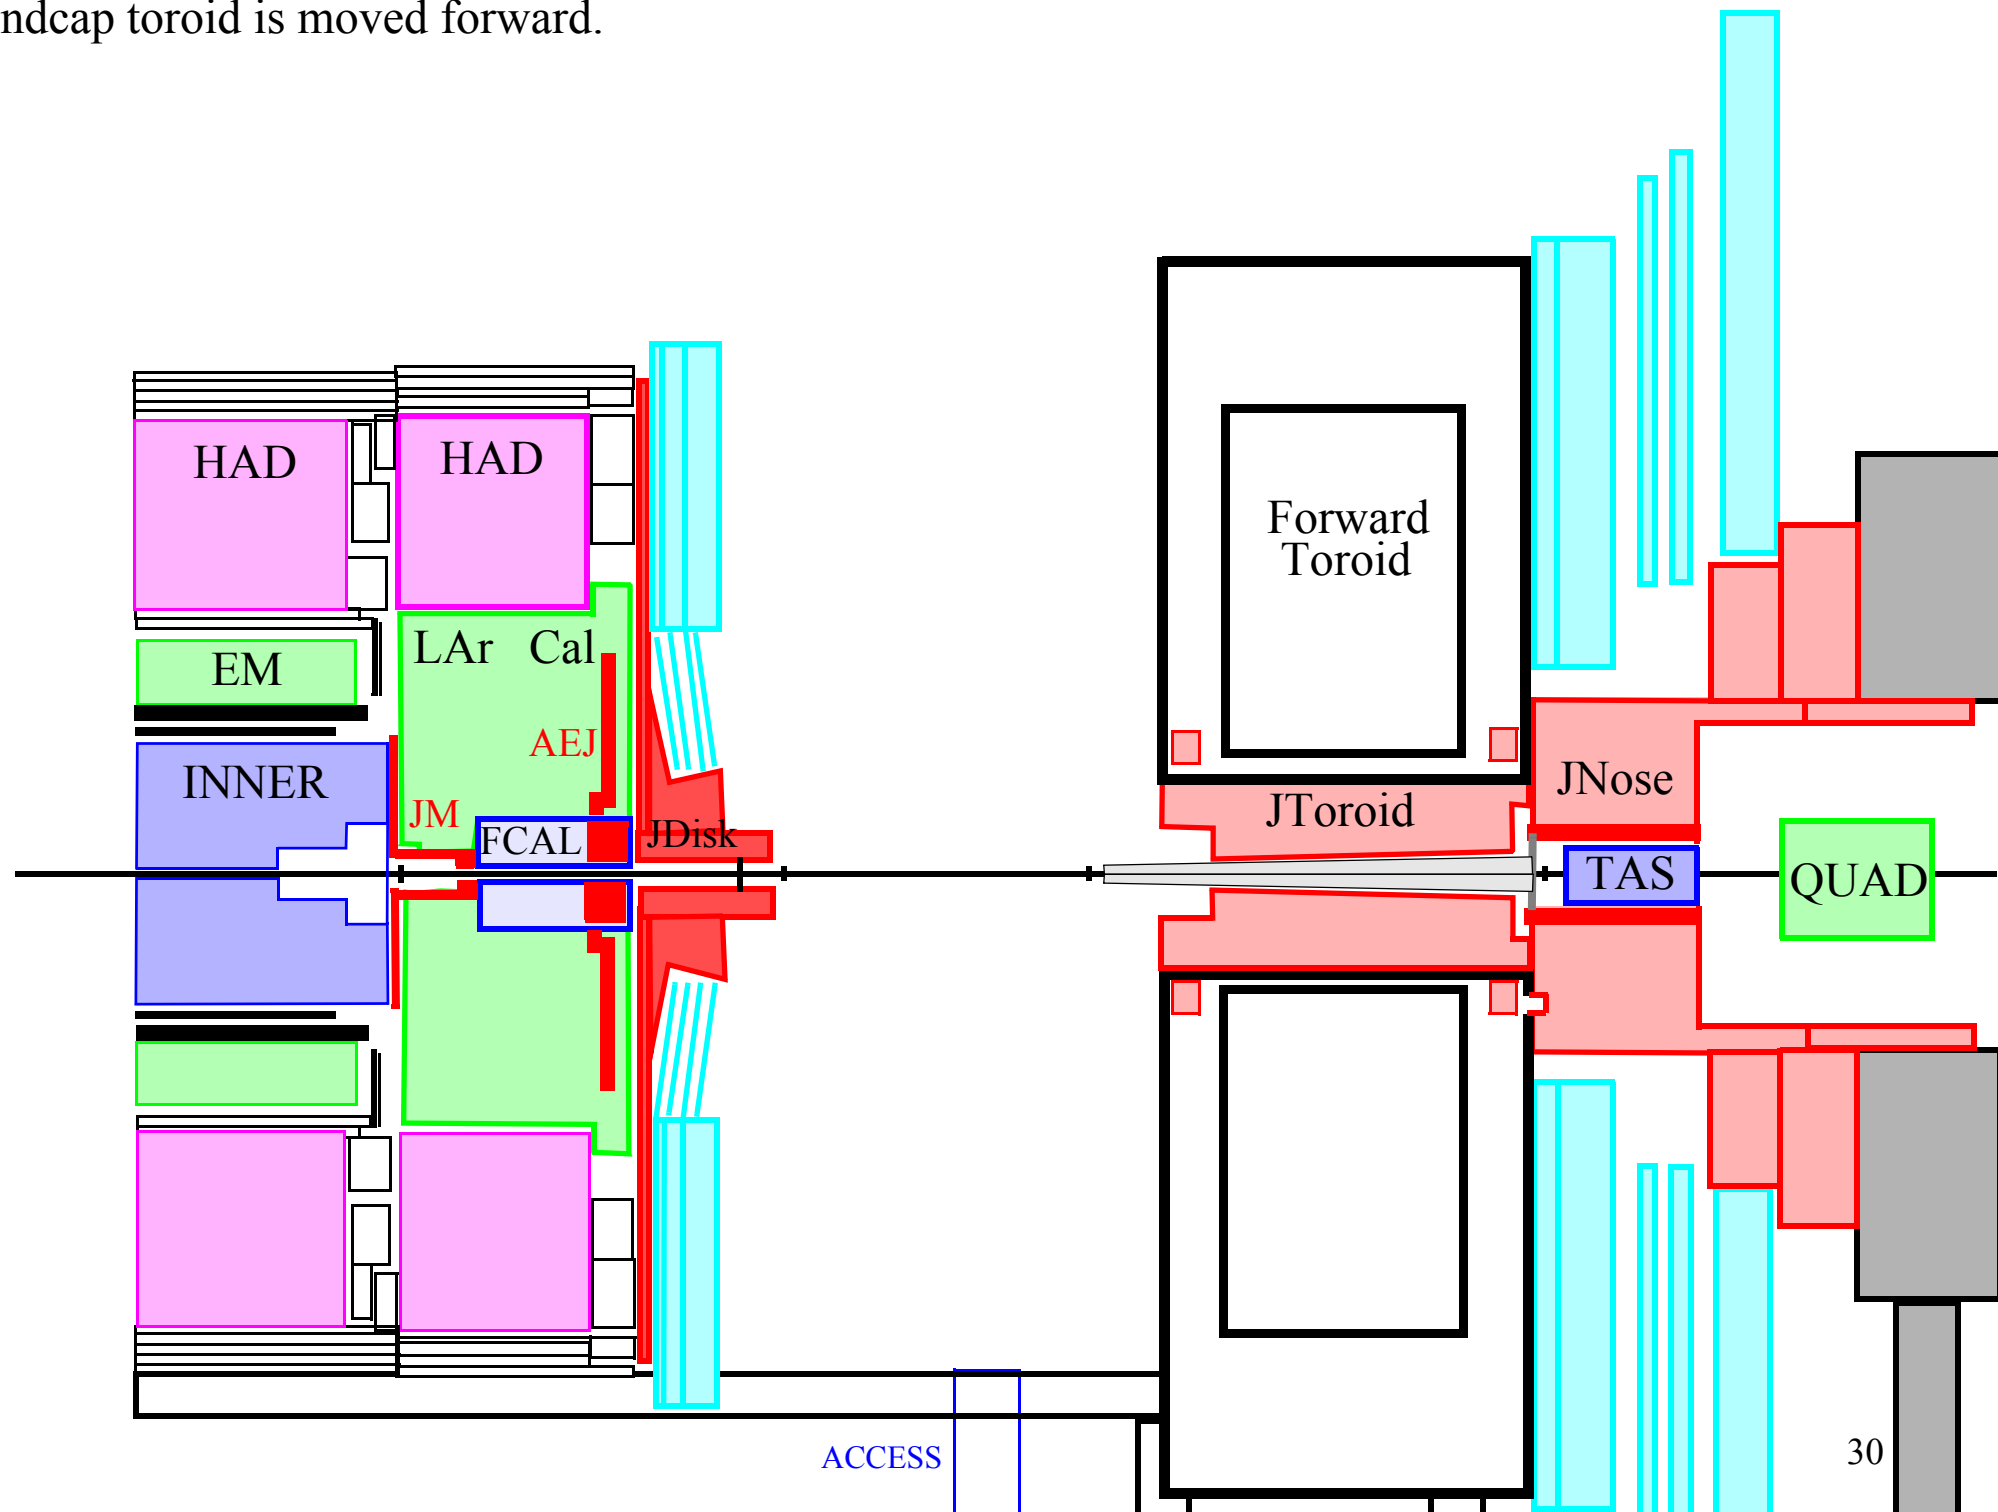 ndcap toroid is moved forward.
HAD
HAD
Forward
Toroid
LAr Cal
EM
AEJ
INNER
JM
FCAL
JDisk
JToroid
JNose
TAS
QUAD
ACCESS
30